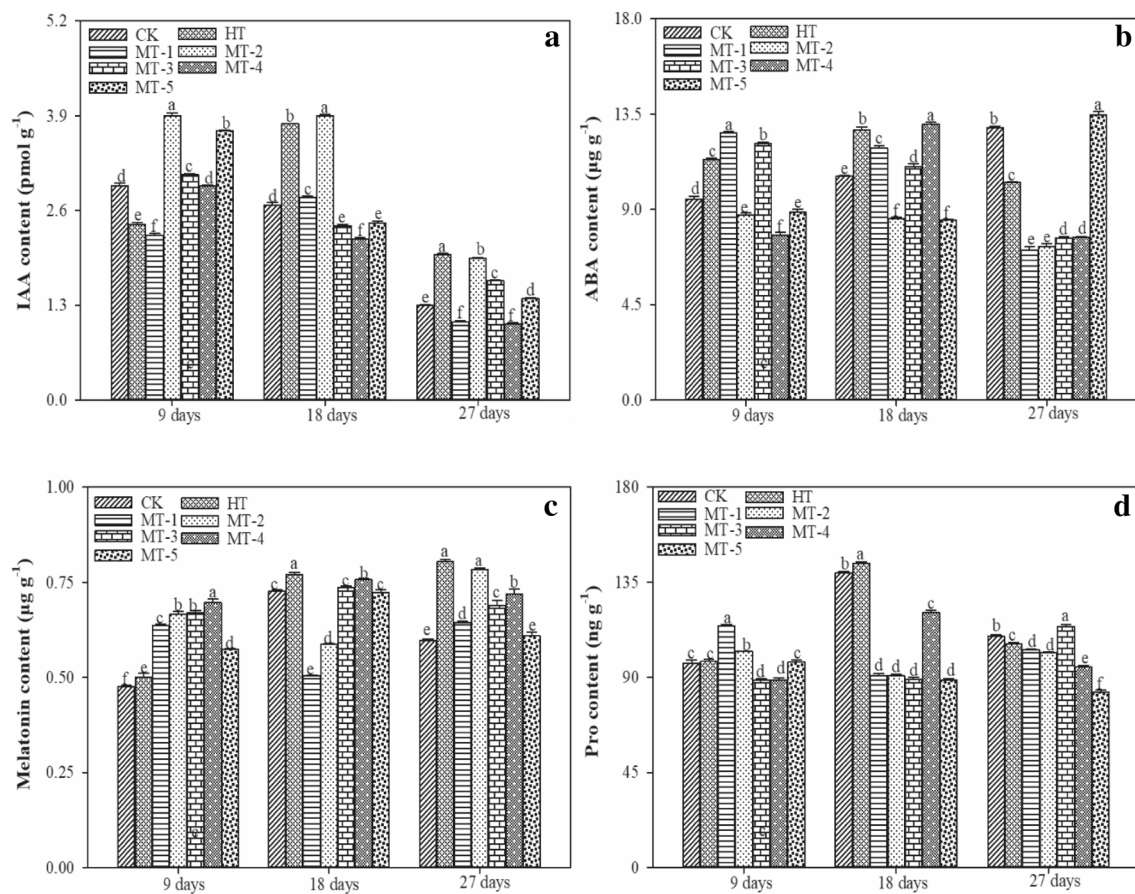 a
IAA content (pmol g-1)
5.2
3.9
2.6
1.3
0.0
CK HT
MT-1 MT-2
MT-3 MT-4
MT-5
d e f a c d b
d b c a e f e
e a f b c f d
c
9 days 18 days 27 days
b
ABA content (µg g-1)
18.0
13.5
9.0
4.5
0.0
CK HT
MT-1 MT-2
MT-3 MT-4
MT-5
d c a e b f e
e b c f d a f
b c e e d d a
c
9 days 18 days 27 days
c
Melatonin content (µg g-1)
1.00
0.75
0.50
0.25
0.00
CK HT
MT-1 MT-2
MT-3 MT-4
MT-5
f e c b b a d
c a e d c b c
e a d a c b e
c
9 days 18 days 27 days
d
Pro content (ng g-1)
180
135
90
45
0
CK HT
MT-1 MT-2
MT-3 MT-4
MT-5
c c a b d d c
b a d d d c d
b c d d a e f
c
9 days 18 days 27 days